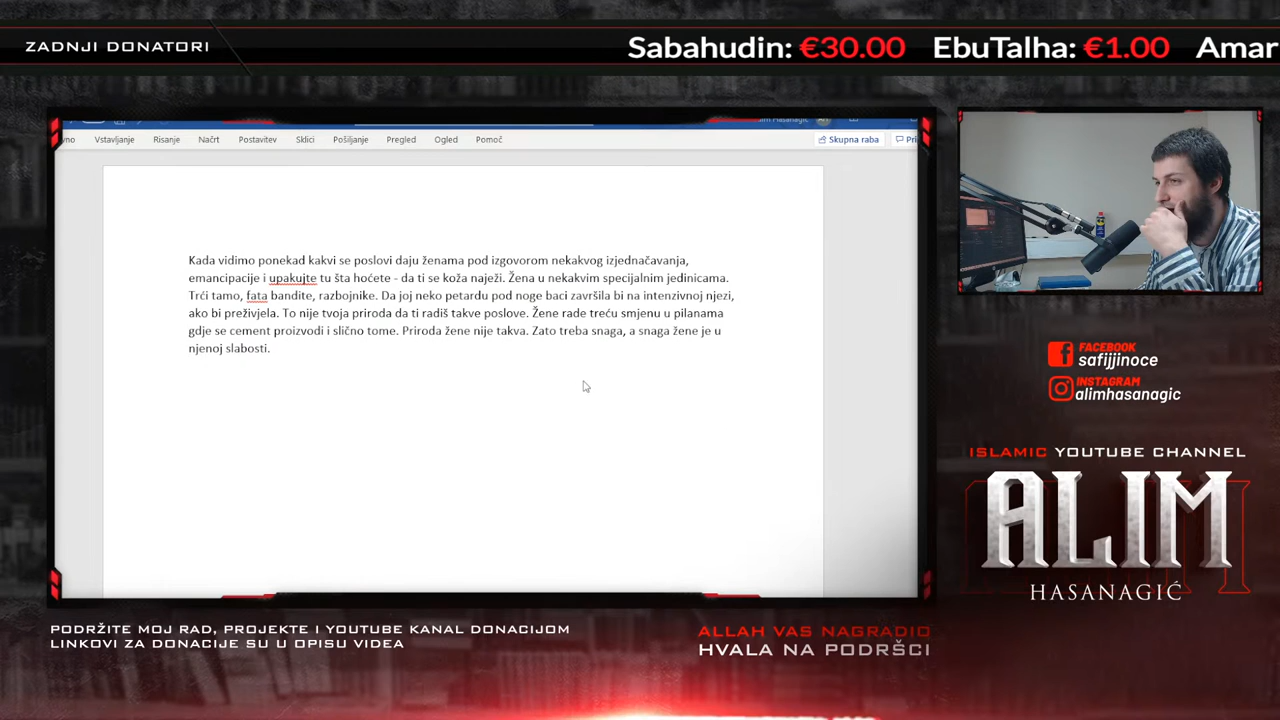 ZADNJI DONATORI
Sabahudin: €30.00 EbuTalha: €1.00 Amar
Vstavljanje Risanje Načrt Postavitev Sklici Pošiljanje Pregled Ogled Pomoč
Skupna raba
Kada vidimo ponekad kakvi se poslovi daju ženama pod izgovorom nekakvog izjednačavanja,
emancipacije i upakujte tu šta hoćete - da ti se koža naježi. Žena u nekakvim specijalnim jedinicama.
Trći tamo, fata bandite, razbojnike. Da joj neko petardu pod noge baci završila bi na intenzivnoj njezi,
ako bi preživjela. To nije tvoja priroda da ti radiš takve poslove. Žene rade treću smjenu u pilanama
gdje se cement proizvodi i slično tome. Priroda žene nije takva. Zato treba snaga, a snaga žene je u
njenoj slabosti.
FACEBOOK
safijjinoce
INSTAGRAM
alimhasanagic
ISLAMIC YOUTUBE CHANNEL
ALIM
HASANAGIĆ
PODRŽITE MOJ RAD, PROJEKTE I YOUTUBE KANAL DONACIJOM
LINKOVI ZA DONACIJE SU U OPISU VIDEA
ALLAH VAS NAGRADIO
HVALA NA PODRŠCI